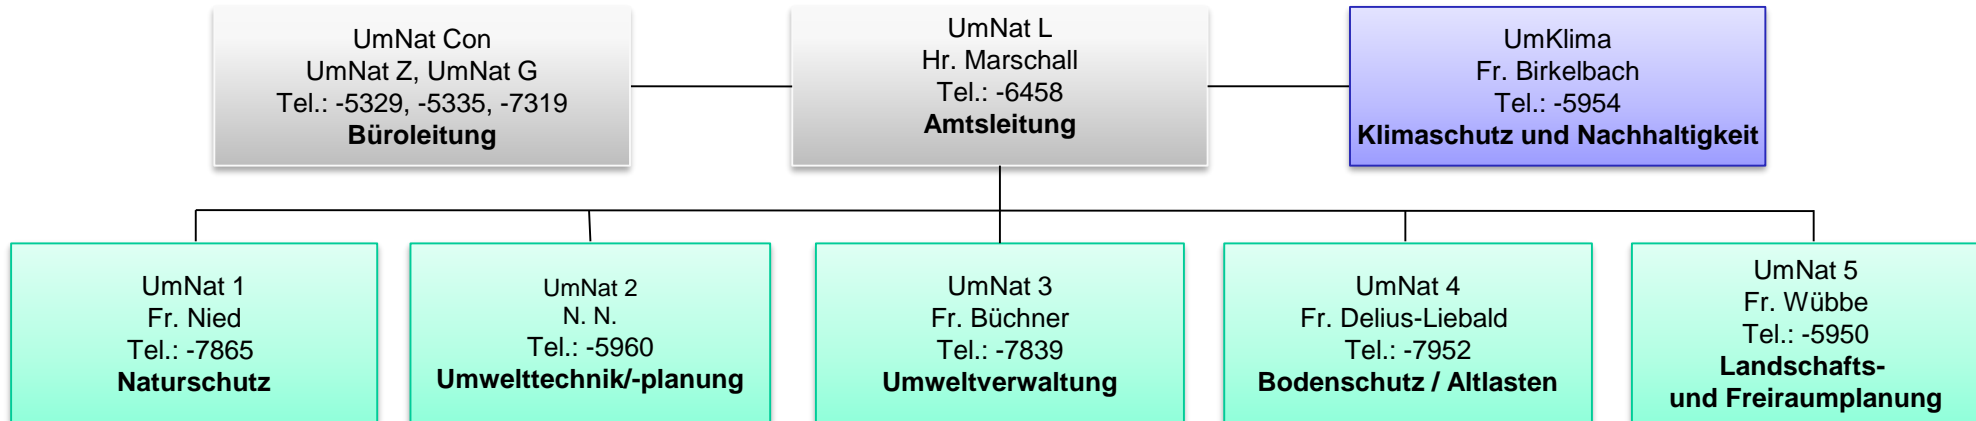 UmNat Con
UmNat Z, UmNat G
Tel.: -5329, -5335, -7319
Büroleitung
UmNat L
Hr. Marschall
Tel.: -6458
Amtsleitung
UmKlima
Fr. Birkelbach
Tel.: -5954
Klimaschutz und Nachhaltigkeit
UmNat 1
Fr. Nied
Tel.: -7865
Naturschutz
UmNat 2
N. N.
Tel.: -5960
Umwelttechnik/-planung
UmNat 3
Fr. Büchner
Tel.: -7839
Umweltverwaltung
UmNat 4
Fr. Delius-Liebald
Tel.: -7952
Bodenschutz / Altlasten
UmNat 5
Fr. Wübbe
Tel.: -5950
Landschafts-
und Freiraumplanung